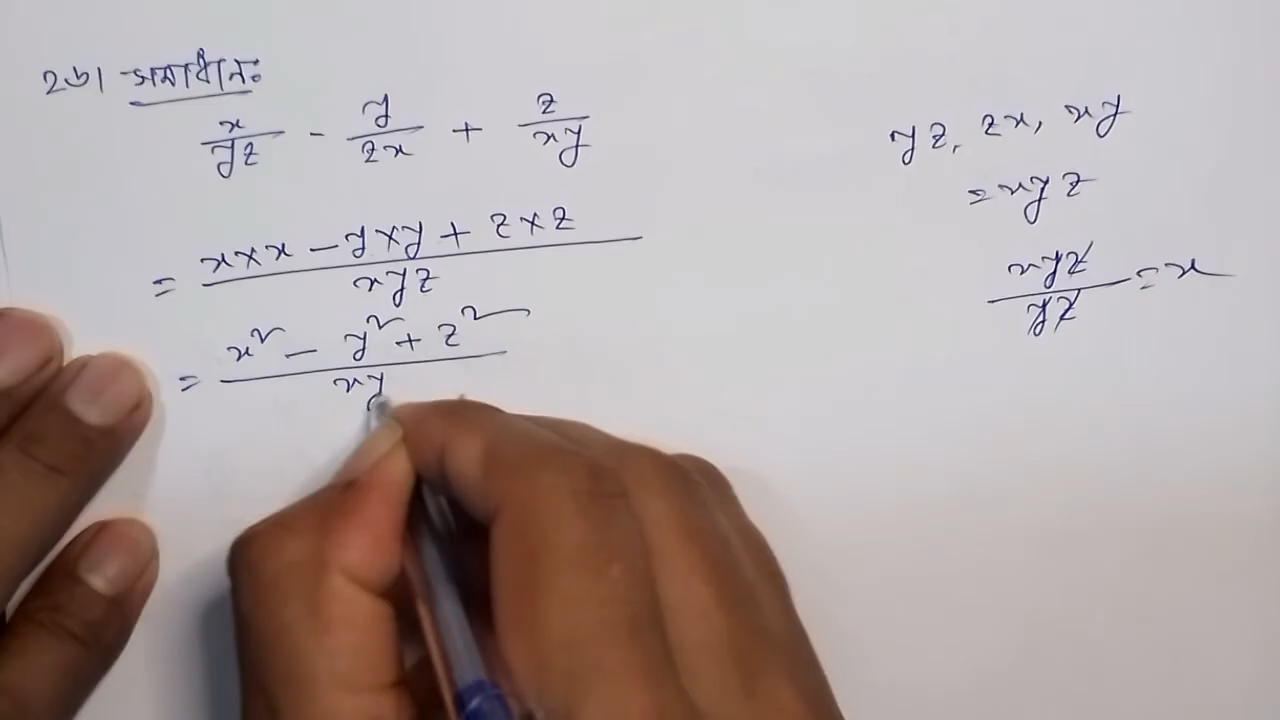 ২৬। সমাধানঃ
x/yz - y/zx + z/xy
= x×x - y×y + z×z / xyz
= x² - y² + z² / xy
yz, zx, xy
= xyz
xyz/yz = x